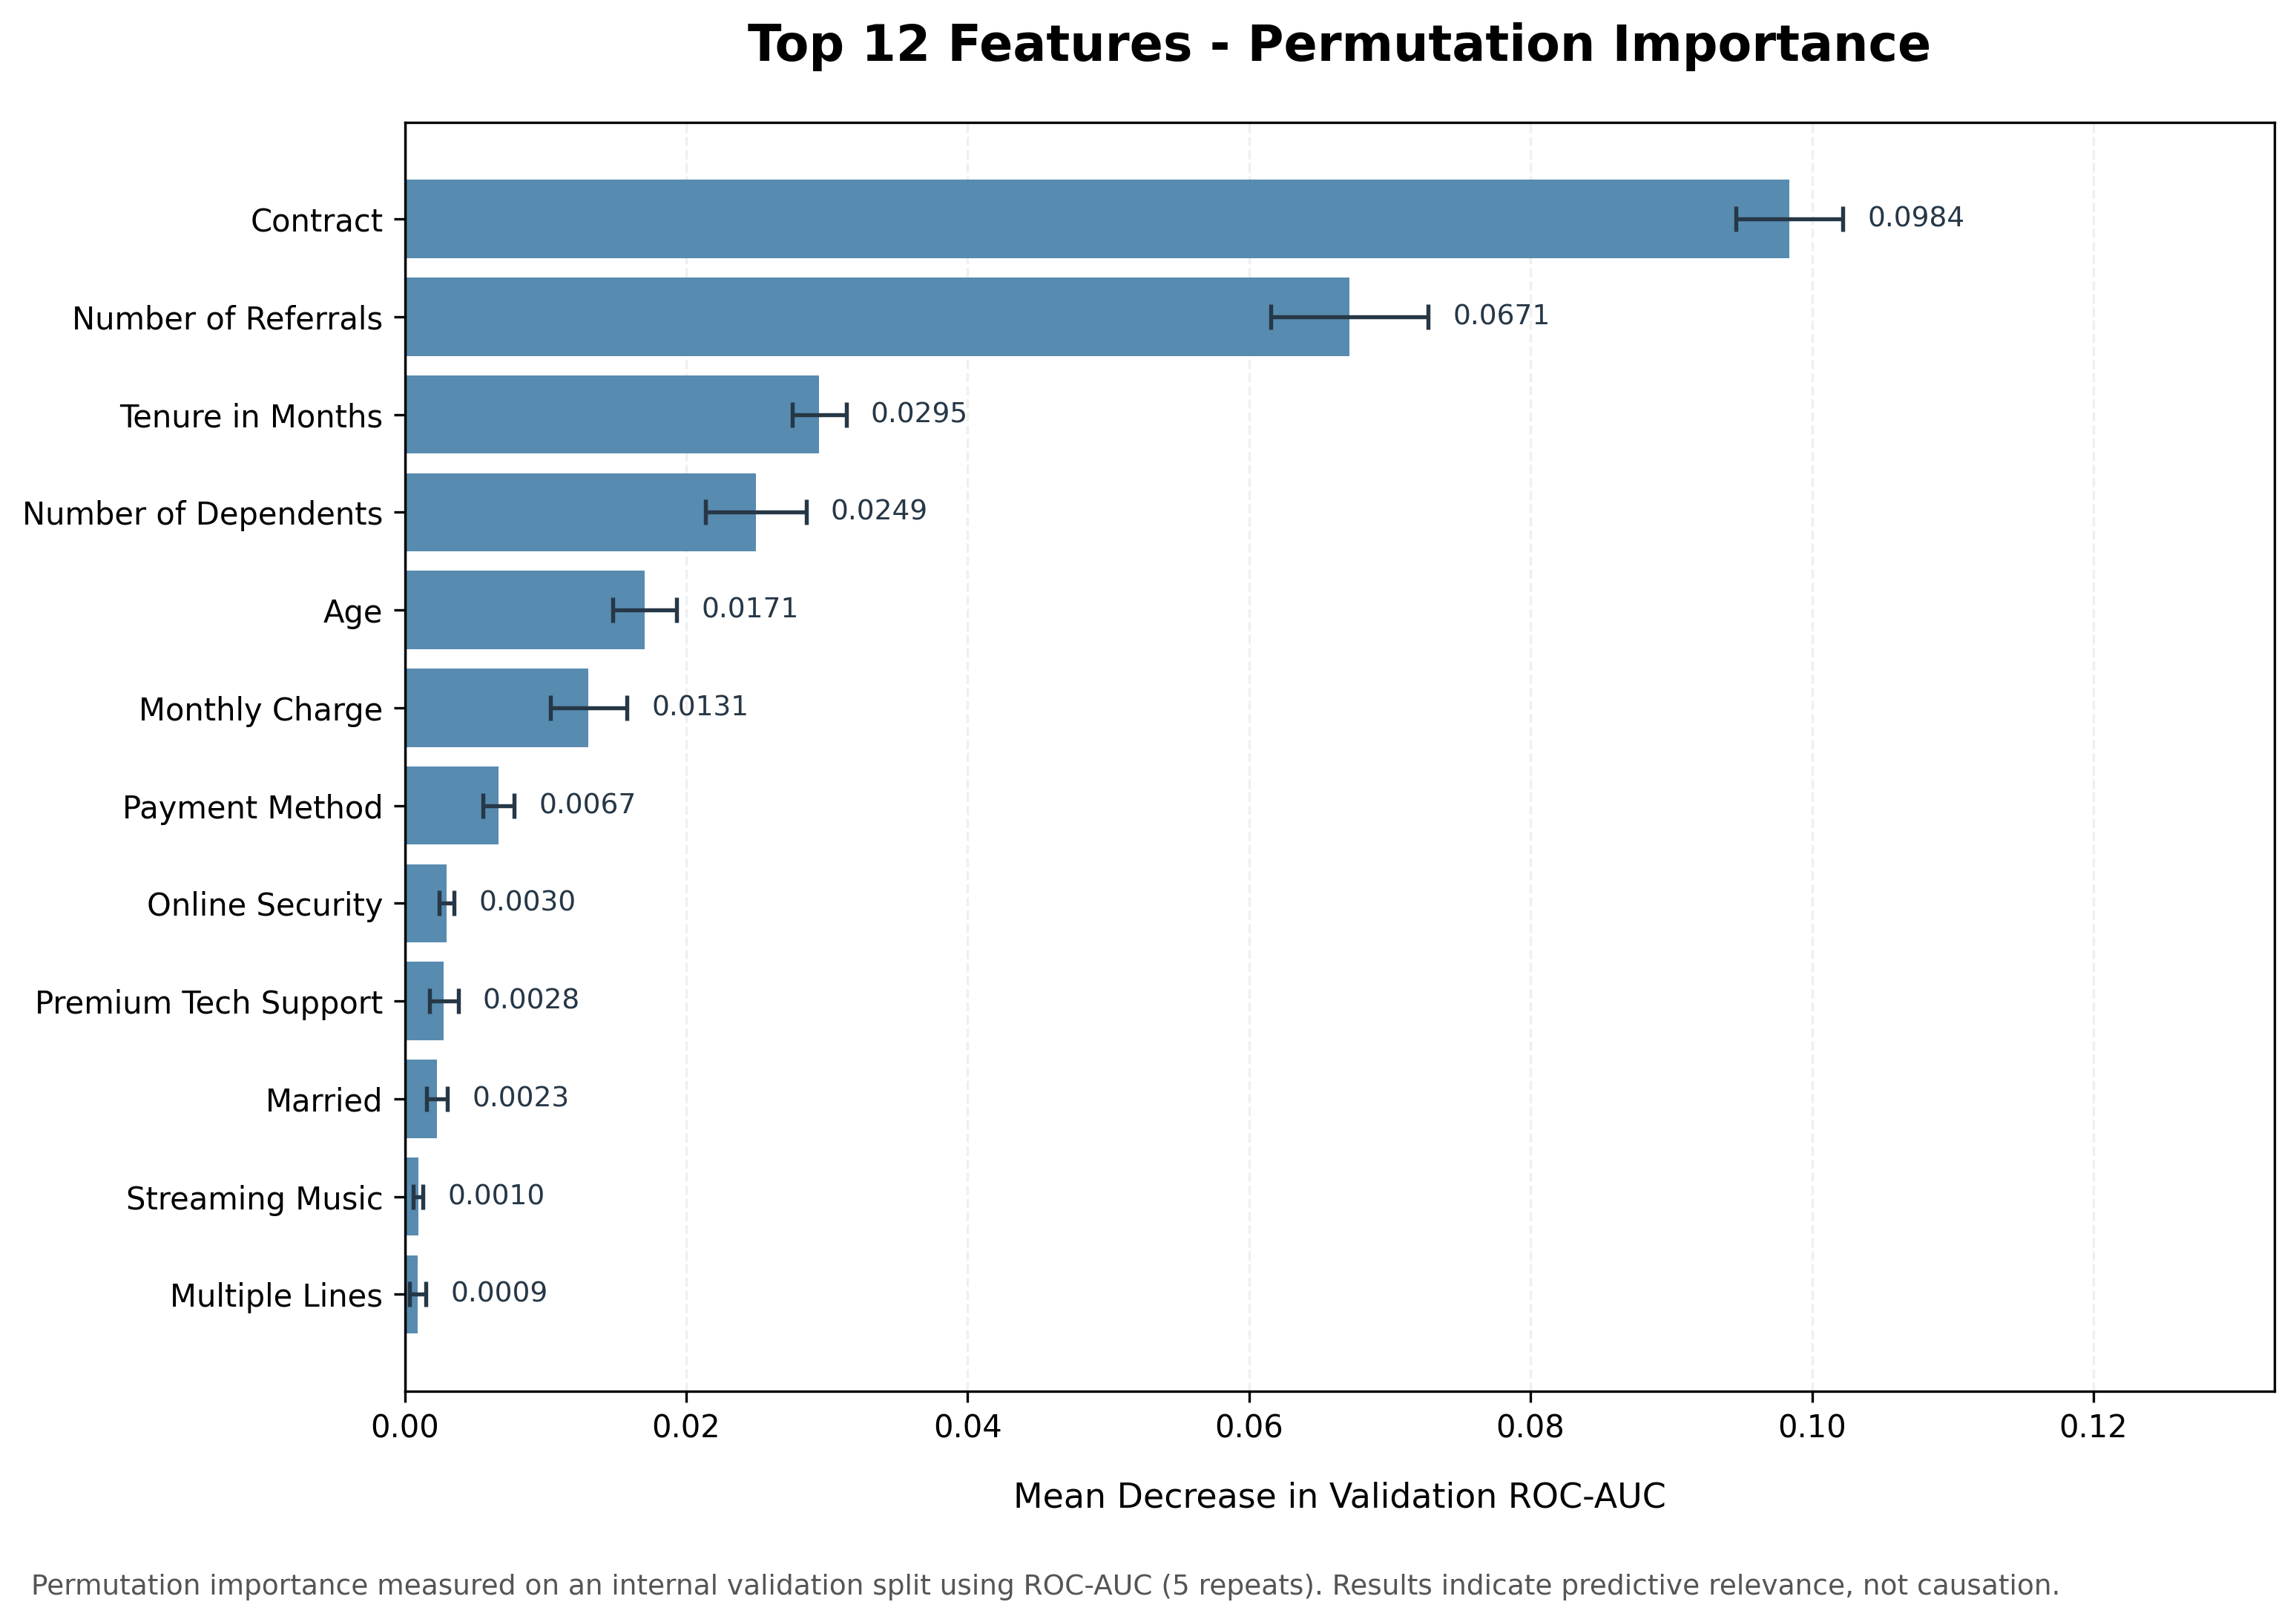 Top 12 Features - Permutation Importance
Contract 0.0984
Number of Referrals 0.0671
Tenure in Months 0.0295
Number of Dependents 0.0249
Age 0.0171
Monthly Charge 0.0131
Payment Method 0.0067
Online Security 0.0030
Premium Tech Support 0.0028
Married 0.0023
Streaming Music 0.0010
Multiple Lines 0.0009
0.00 0.02 0.04 0.06 0.08 0.10 0.12
Mean Decrease in Validation ROC-AUC
Permutation importance measured on an internal validation split using ROC-AUC (5 repeats). Results indicate predictive relevance, not causation.